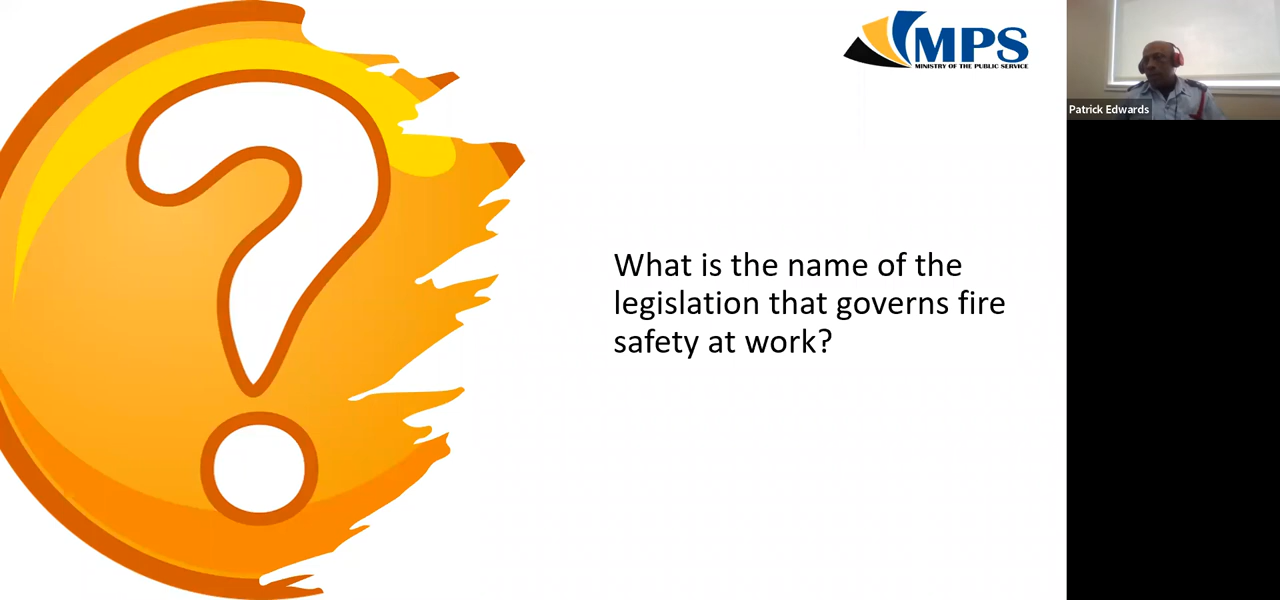 MPS
MINISTRY OF THE PUBLIC SERVICE
Patrick Edwards
What is the name of the
legislation that governs fire
safety at work?